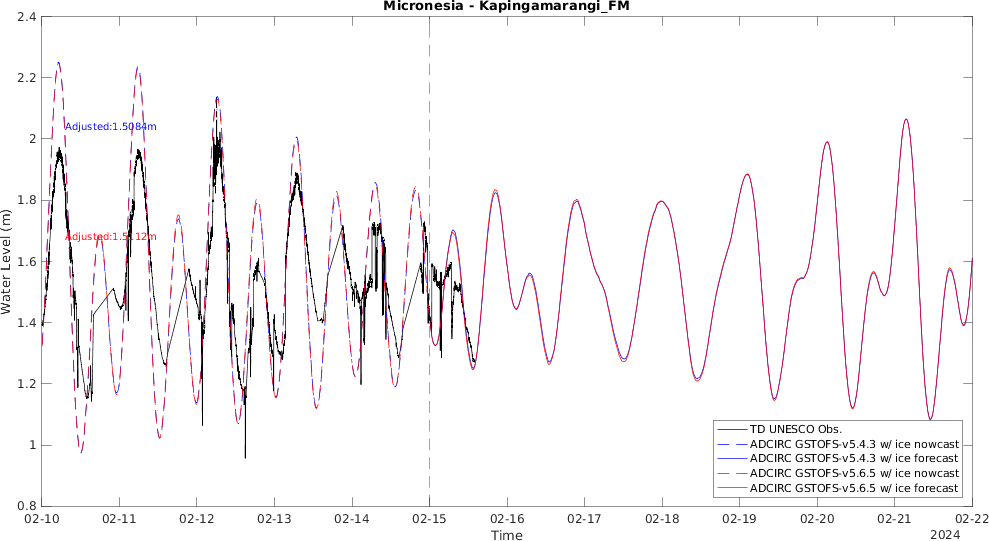 Micronesia - Kapingamarangi_FM
Water Level (m)
2.4
2.2
2
1.8
1.6
1.4
1.2
1
0.8
Adjusted:1.5084m
02-10
02-11
02-12
02-13
02-14
02-15
02-16
02-17
02-18
02-19
02-20
02-21
02-22
Time
2024
TD UNESCO Obs.
ADCIRC GSTOFS-v5.4.3 w/ ice nowcast
ADCIRC GSTOFS-v5.4.3 w/ ice forecast
ADCIRC GSTOFS-v5.6.5 w/ ice nowcast
ADCIRC GSTOFS-v5.6.5 w/ ice forecast